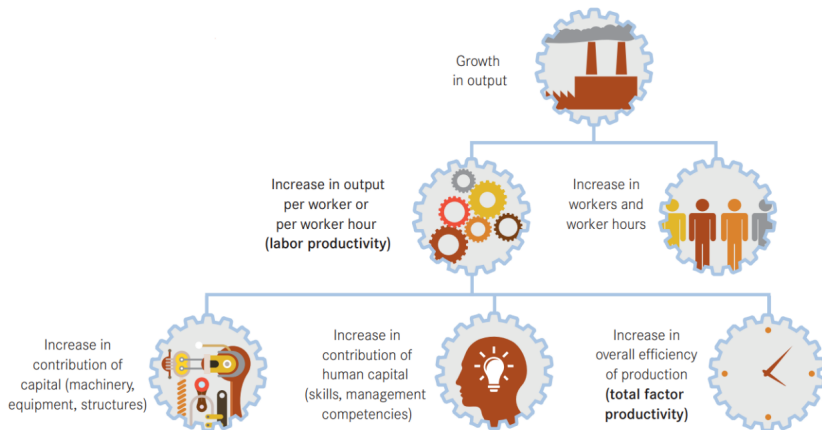 Growth
in output
Increase in output
per worker or
per worker hour
(labor productivity)
Increase in
workers and
worker hours
Increase in
contribution of
capital (machinery,
equipment, structures)
Increase in
contribution of
human capital
(skills, management
competencies)
Increase in
overall efficiency
of production
(total factor
productivity)